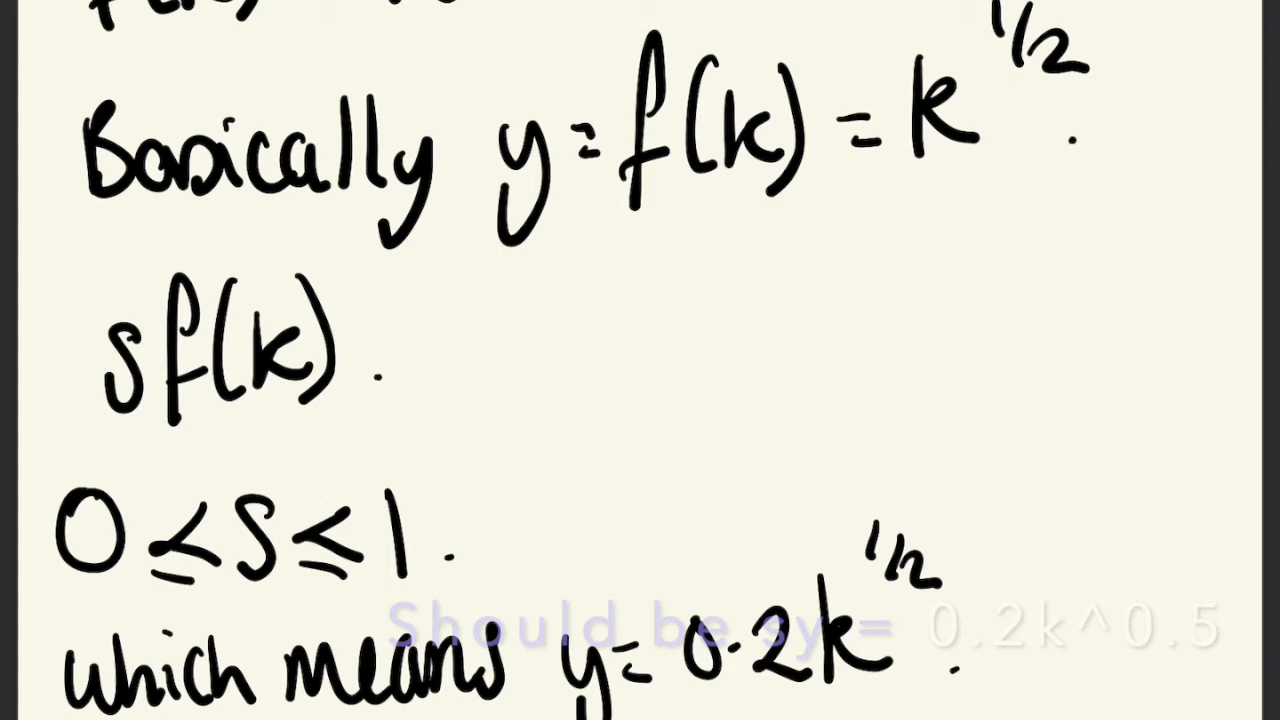 Basically y = f(k) = k^1/2 .
sf(k) .
0 ≤ s ≤ 1 .
Should be sy = 0.2k^0.5
which means y = 0.2k^1/2 .